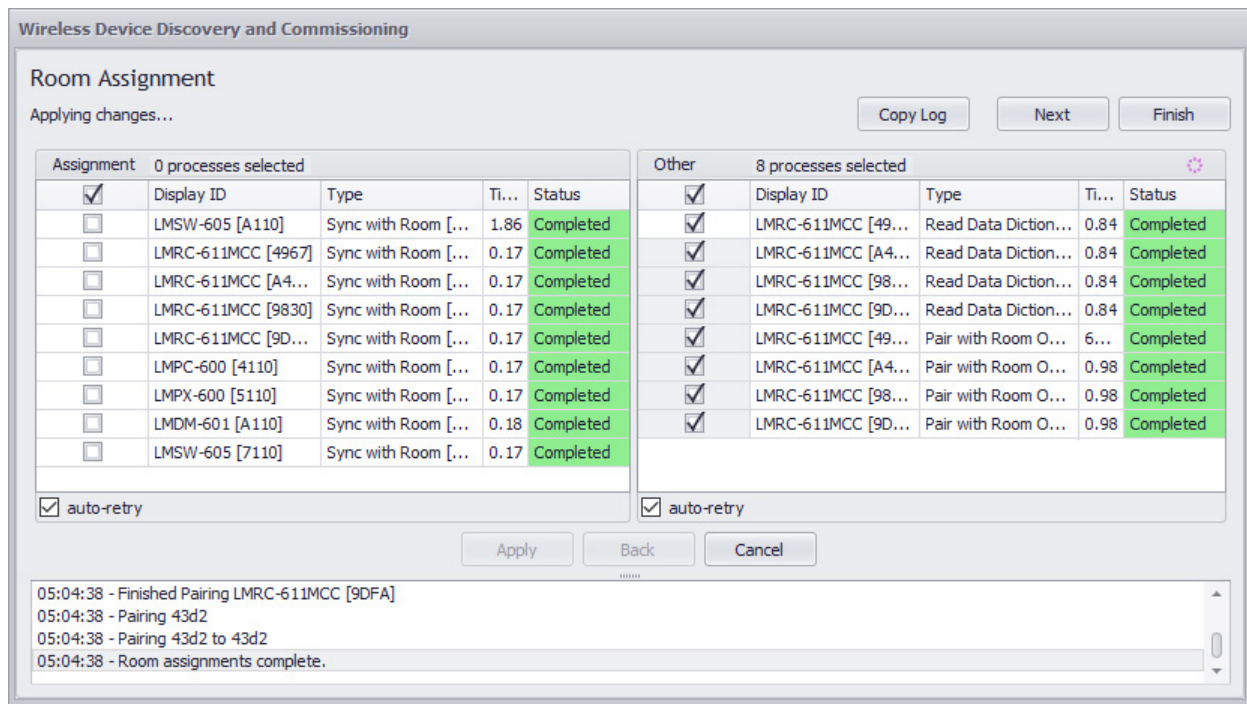 Wireless Device Discovery and Commissioning
Room Assignment
Applying changes...
Copy Log
Next
Finish
Assignment 0 processes selected
Display ID Type Ti... Status
LMSW-605 [A110] Sync with Room [... 1.86 Completed
LMRC-611MCC [4967] Sync with Room [... 0.17 Completed
LMRC-611MCC [A4... Sync with Room [... 0.17 Completed
LMRC-611MCC [9830] Sync with Room [... 0.17 Completed
LMRC-611MCC [9D... Sync with Room [... 0.17 Completed
LMPC-600 [4110] Sync with Room [... 0.17 Completed
LMPX-600 [5110] Sync with Room [... 0.17 Completed
LMDM-601 [A110] Sync with Room [... 0.18 Completed
LMSW-605 [7110] Sync with Room [... 0.17 Completed
auto-retry
Other 8 processes selected
Display ID Type Ti... Status
LMRC-611MCC [49... Read Data Diction... 0.84 Completed
LMRC-611MCC [A4... Read Data Diction... 0.84 Completed
LMRC-611MCC [98... Read Data Diction... 0.84 Completed
LMRC-611MCC [9D... Read Data Diction... 0.84 Completed
LMRC-611MCC [49... Pair with Room O... 6... Completed
LMRC-611MCC [A4... Pair with Room O... 0.98 Completed
LMRC-611MCC [98... Pair with Room O... 0.98 Completed
LMRC-611MCC [9D... Pair with Room O... 0.98 Completed
auto-retry
Apply
Back
Cancel
05:04:38 - Finished Pairing LMRC-611MCC [9DFA]
05:04:38 - Pairing 43d2
05:04:38 - Pairing 43d2 to 43d2
05:04:38 - Room assignments complete.